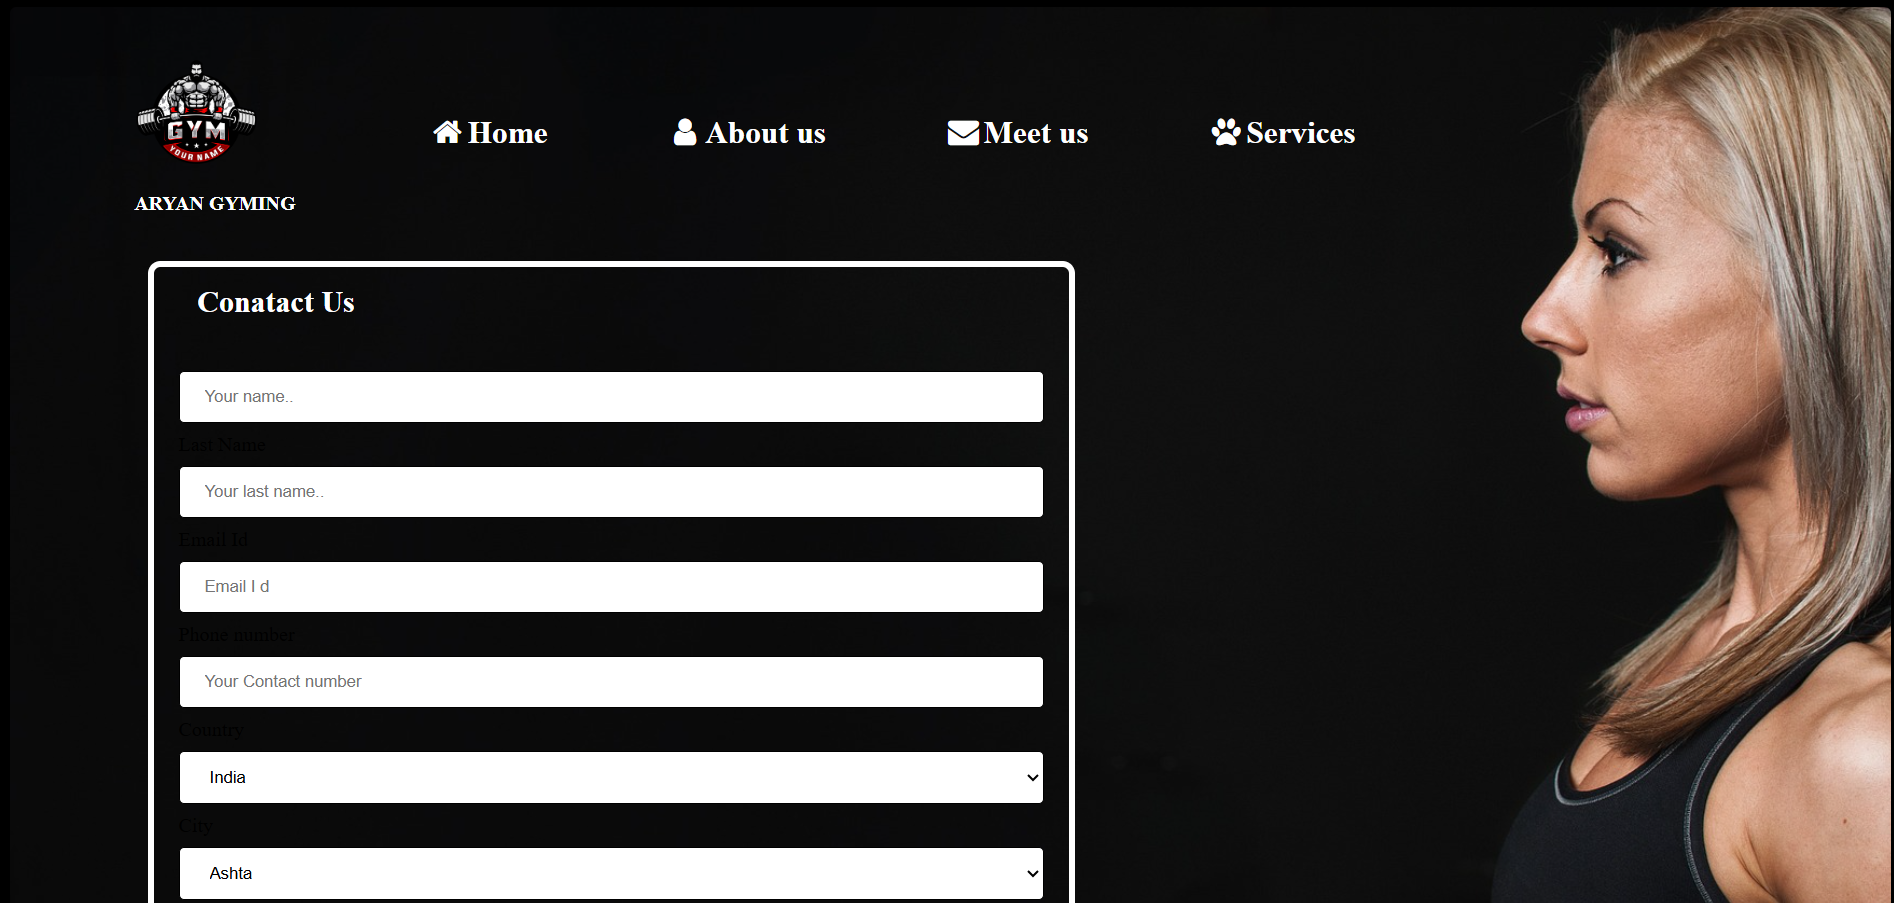 GYM
YOUR NAME
Home
About us
Meet us
Services
ARYAN GYMING
Conatact Us
Your name..
Last Name
Your last name..
Email Id
Email I d
Phone number
Your Contact number
Country
India
City
Ashta